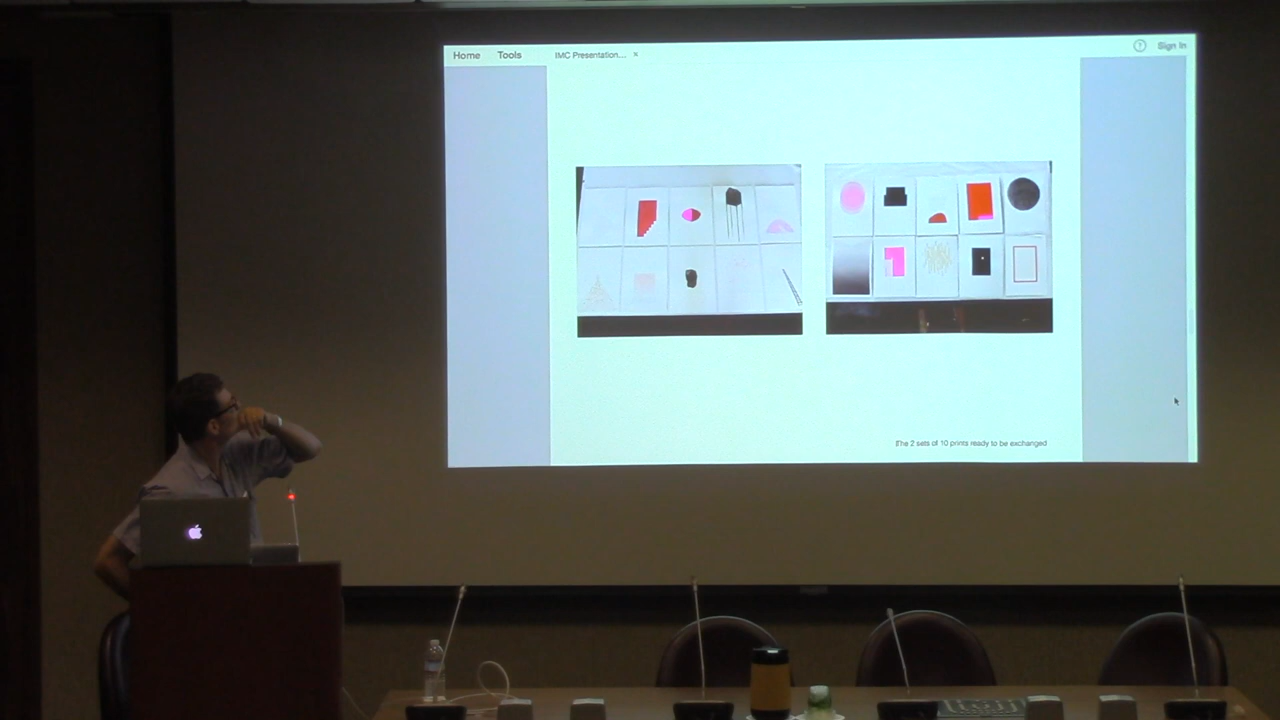 Home Tools IMC Presentation... × ? Sign In
The 2 sets of 10 prints ready to be exchanged